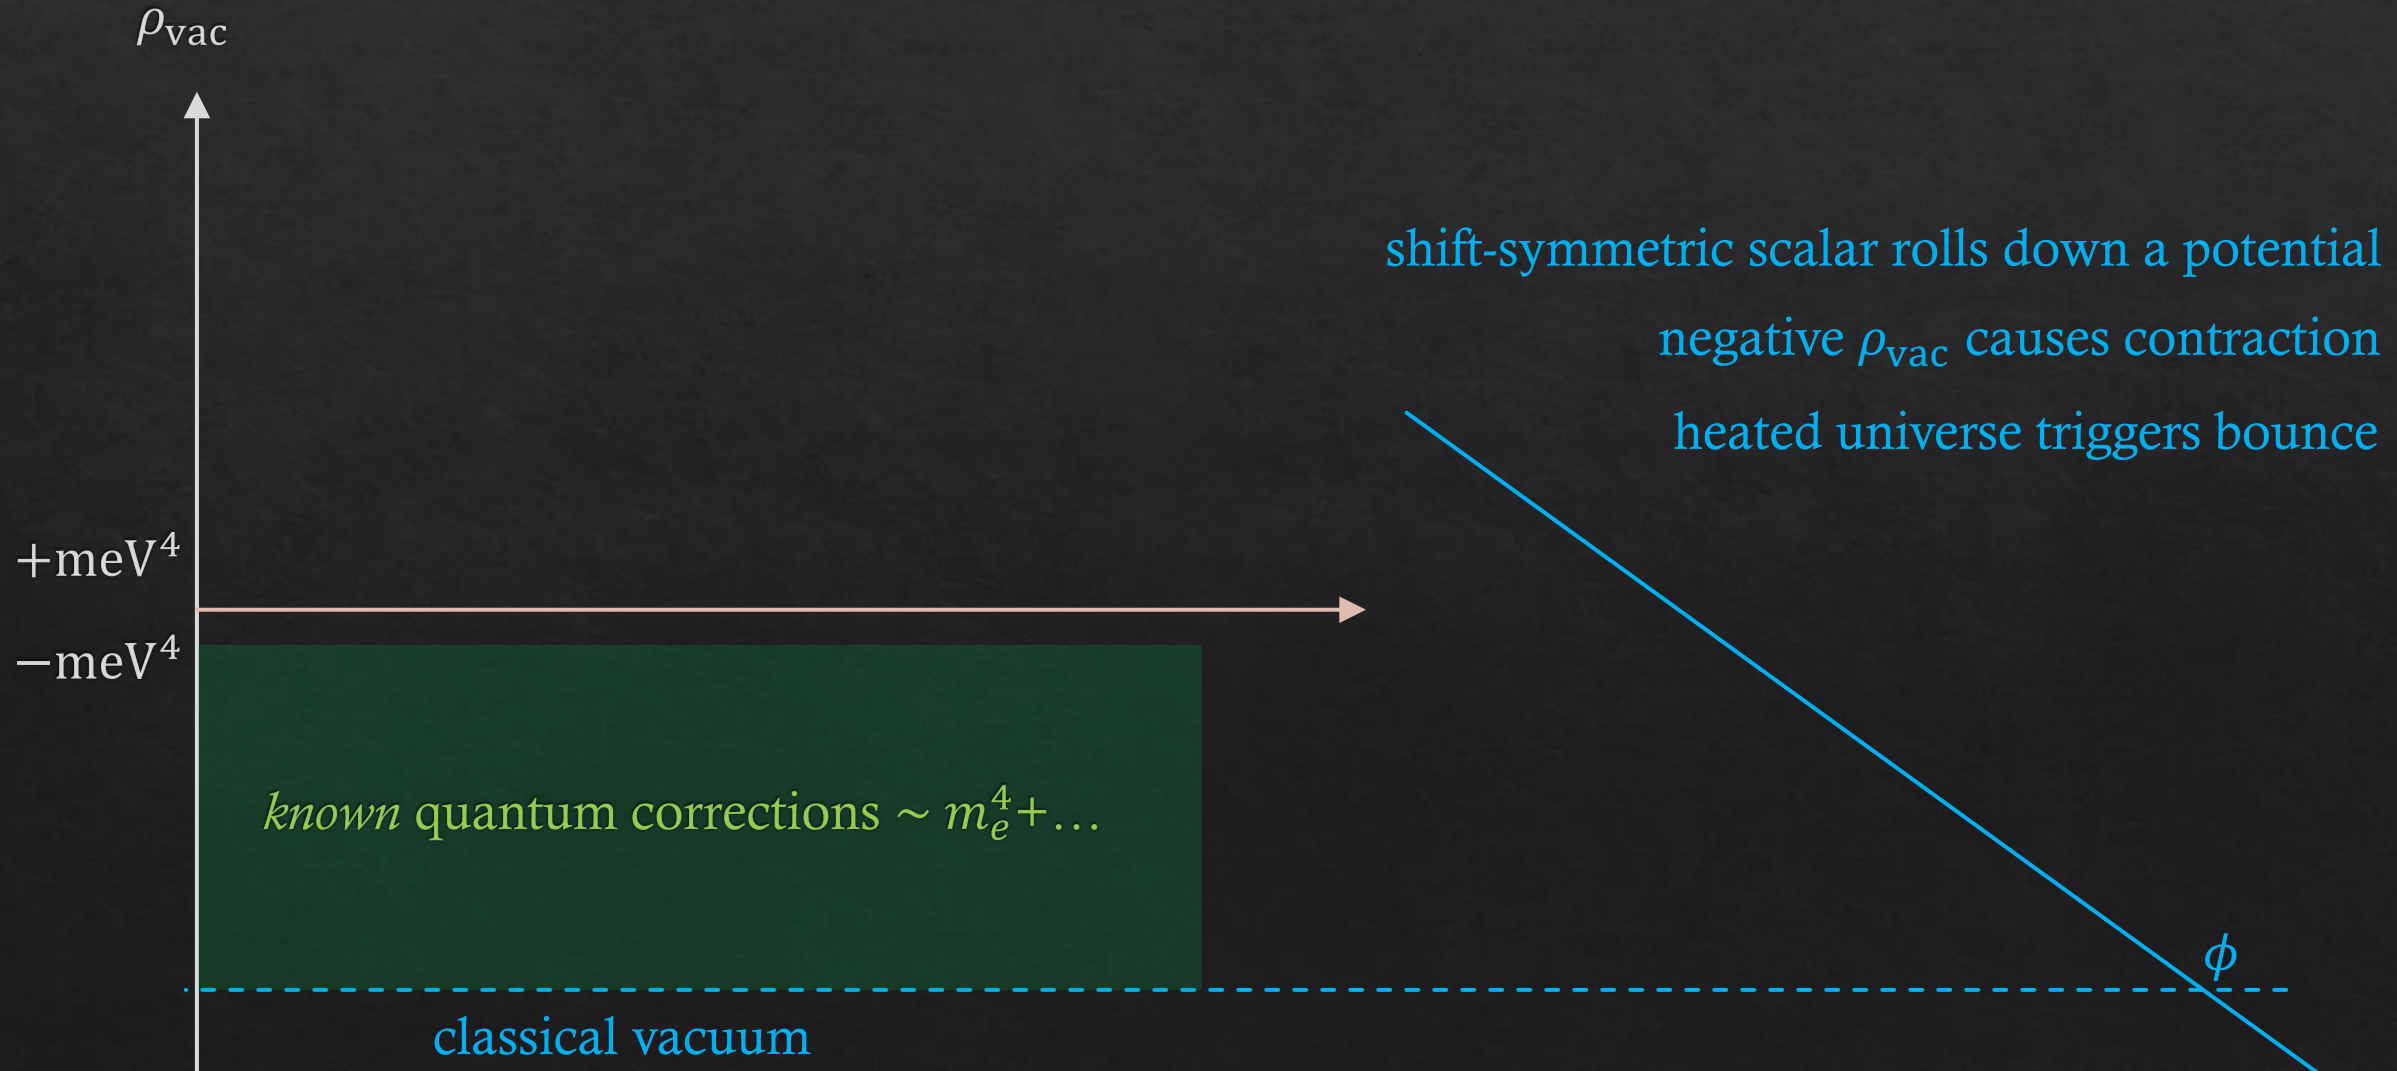 ρvac
shift-symmetric scalar rolls down a potential
negative ρvac causes contraction
heated universe triggers bounce
+meV⁴
−meV⁴
known quantum corrections ~ mₑ⁴+…
ϕ
classical vacuum